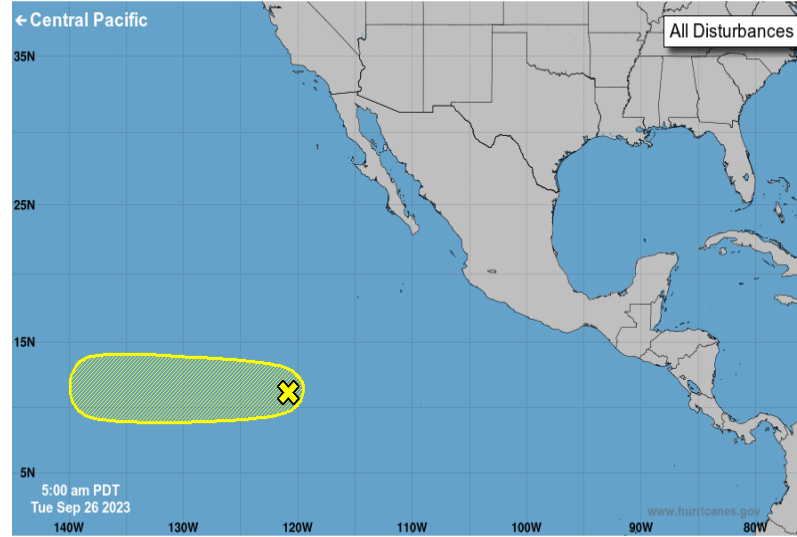 ← Central Pacific
All Disturbances
35N
25N
15N
5N
5:00 am PDT
Tue Sep 26 2023
www.hurricanes.gov
140W 130W 120W 110W 100W 90W 80W